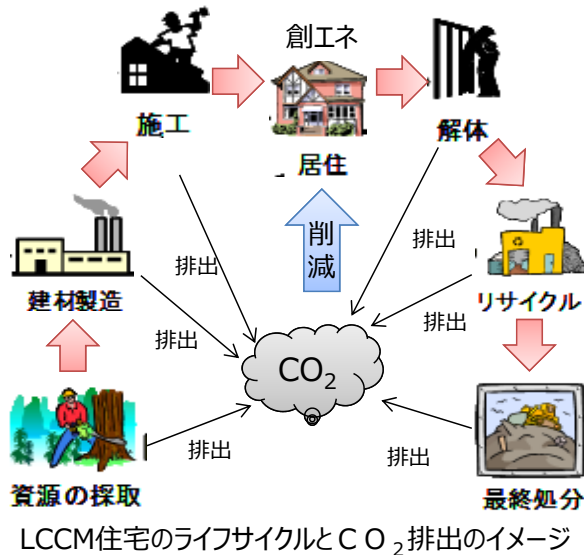 創エネ
施工
居住
解体
削減
排出
排出
建材製造
リサイクル
排出
排出
CO₂
排出
排出
資源の採取
最終処分
LCCM住宅のライフサイクルとＣＯ₂排出のイメージ